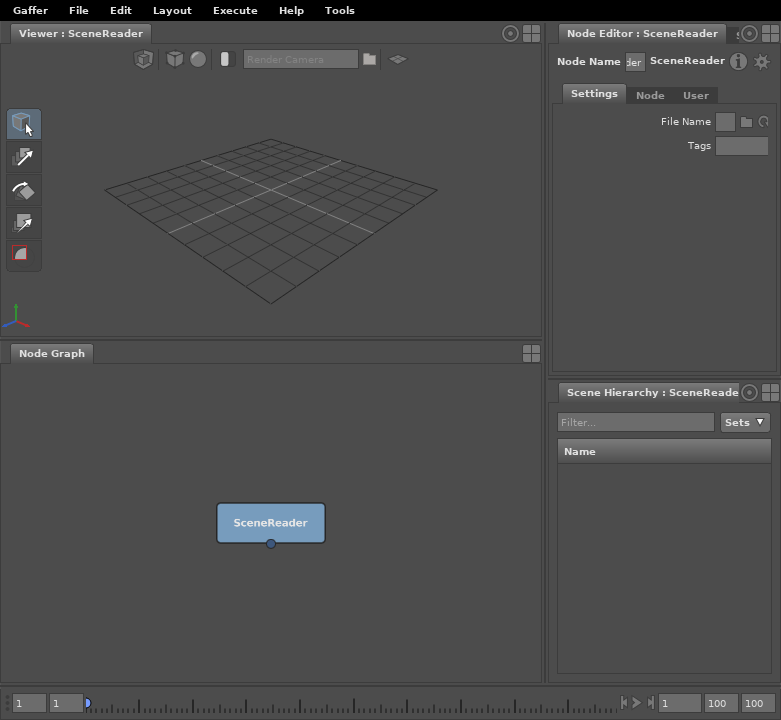 Gaffer File Edit Layout Execute Help Tools
Viewer : SceneReader
Node Editor : SceneReader
Render Camera
Node Name der SceneReader
Settings Node User
File Name
Tags
Node Graph
SceneReader
Scene Hierarchy : SceneReade
Filter...
Sets
Name
1 1 1 100 100